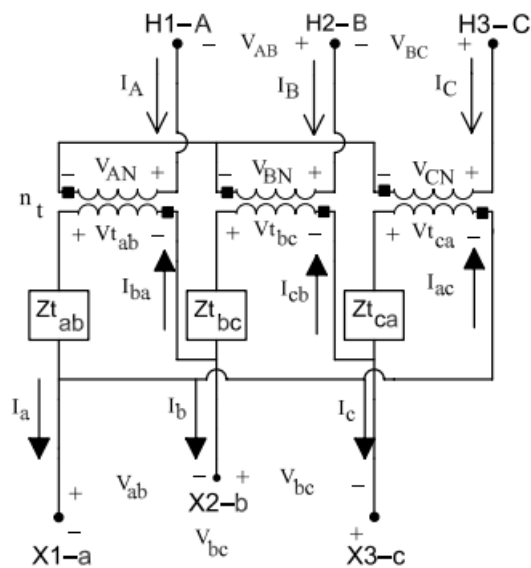 H1–A H2–B H3–C
– V_AB + – V_BC +
I_A I_B I_C
– V_AN + – V_BN + – V_CN +
n_t
+ Vt_ab – + Vt_bc – + Vt_ca –
I_ba I_cb I_ac
Zt_ab Zt_bc Zt_ca
I_a I_b I_c
+ V_ab – + V_bc –
X2–b
– V_bc +
X1–a X3–c